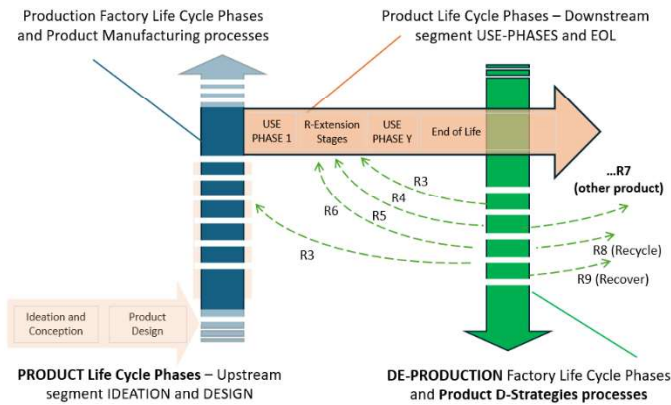 Production Factory Life Cycle Phases
and Product Manufacturing processes
Product Life Cycle Phases – Downstream
segment USE-PHASES and EOL
USE
PHASE 1
R-Extension
Stages
USE
PHASE Y
End of Life
R3
R4
R5
R6
R3
...R7
(other product)
R8 (Recycle)
R9 (Recover)
Ideation and
Conception
Product
Design
PRODUCT Life Cycle Phases – Upstream
segment IDEATION and DESIGN
DE-PRODUCTION Factory Life Cycle Phases
and Product D-Strategies processes